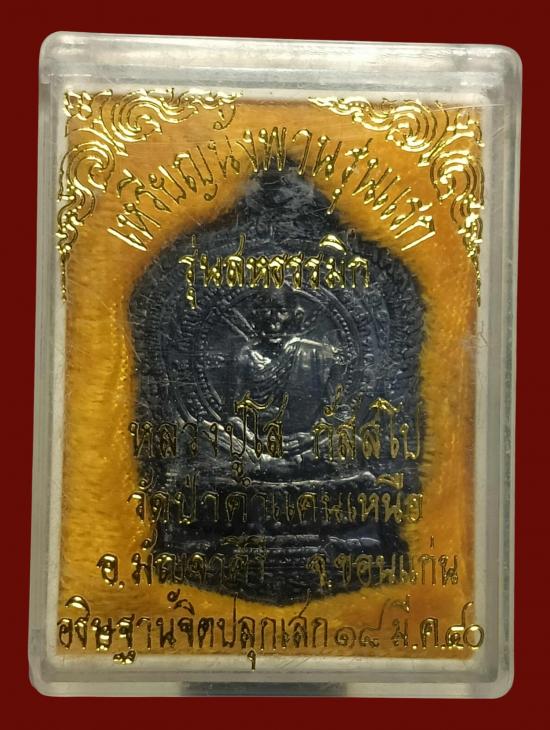 เหรียญนั่งพานรุ่นแรก
รุ่นสหธรรมิก
หลวงปู่ไส กัสสโป
วัดป่าคำแคนเหนือ
อ.มัญจาคีรี จ.ขอนแก่น
อธิษฐานจิตปลุกเสก ๑๘ มี.ค.๔๐